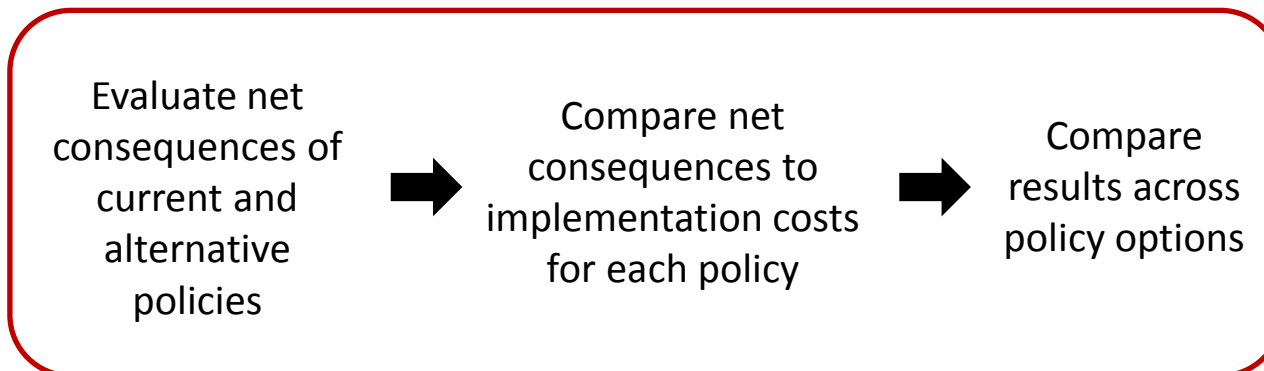 Evaluate net
consequences of
current and
alternative
policies
Compare net
consequences to
implementation costs
for each policy
Compare
results across
policy options